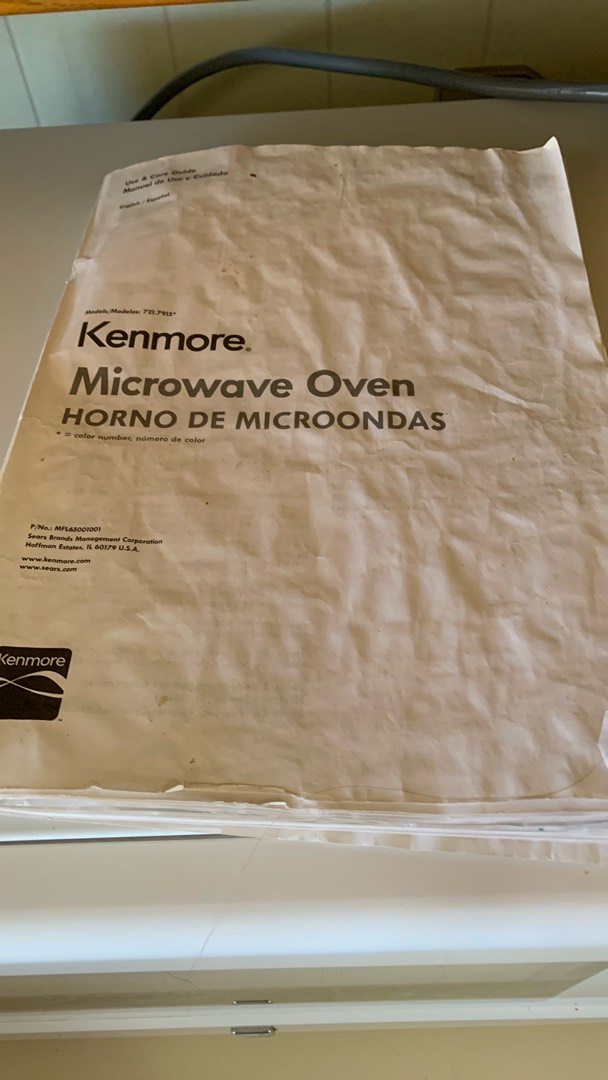 Use & Care Guide
Manual de Uso y Cuidado
English / Español
Models/Modelos: 721.7915*
Kenmore®
Microwave Oven
HORNO DE MICROONDAS
* = color number, número de color
P/No.: MFL65001001
Sears Brands Management Corporation
Hoffman Estates, IL 60179 U.S.A.
www.kenmore.com
www.sears.com
Kenmore